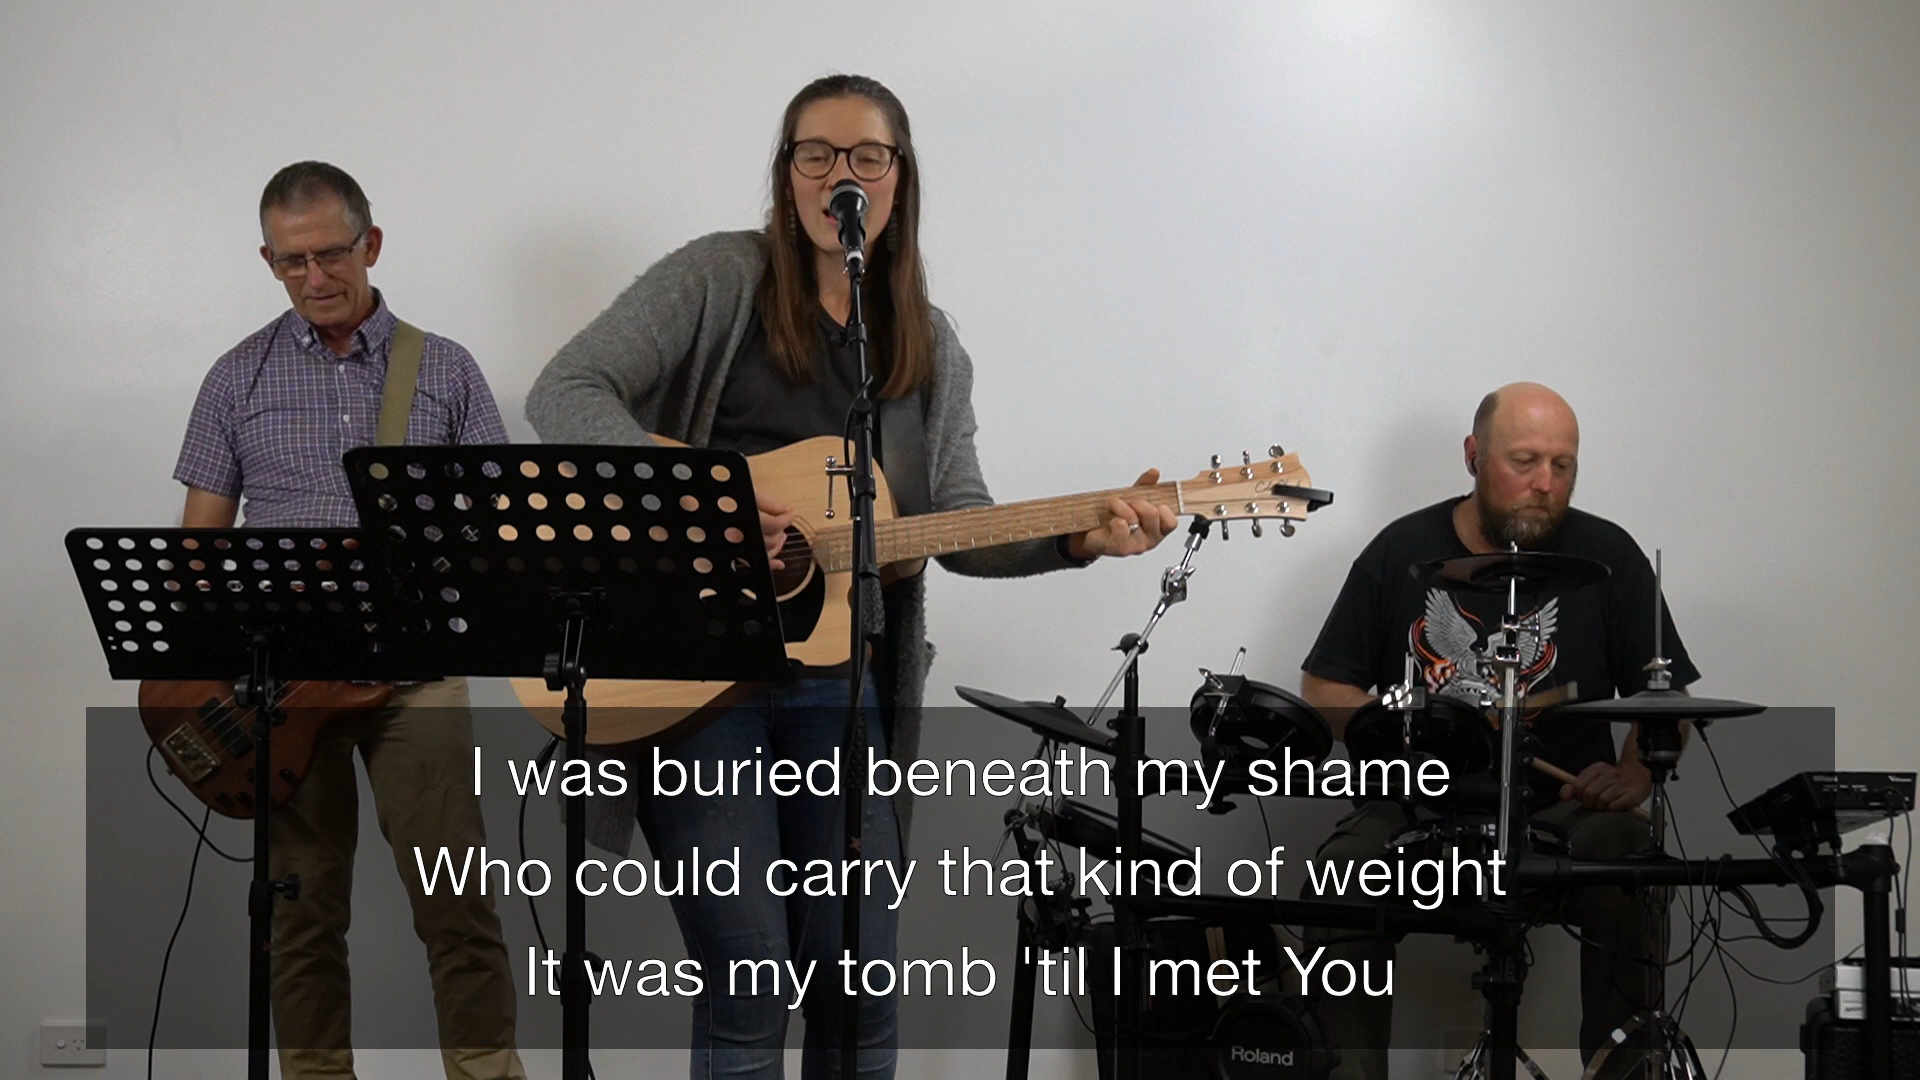 I was buried beneath my shame
Who could carry that kind of weight
It was my tomb 'til I met You
Roland